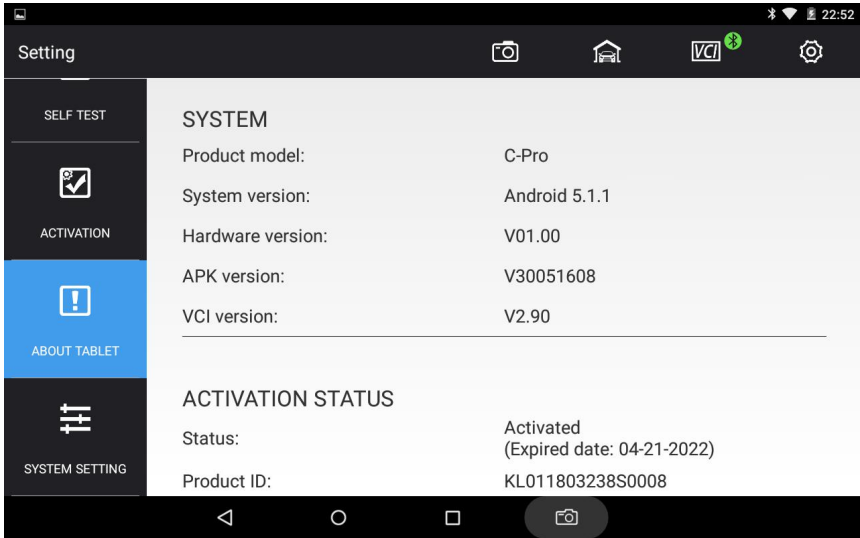 22:52
Setting
VCI
SELF TEST
ACTIVATION
ABOUT TABLET
SYSTEM SETTING
SYSTEM
Product model: C-Pro
System version: Android 5.1.1
Hardware version: V01.00
APK version: V30051608
VCI version: V2.90
ACTIVATION STATUS
Status: Activated
(Expired date: 04-21-2022)
Product ID: KL011803238S0008